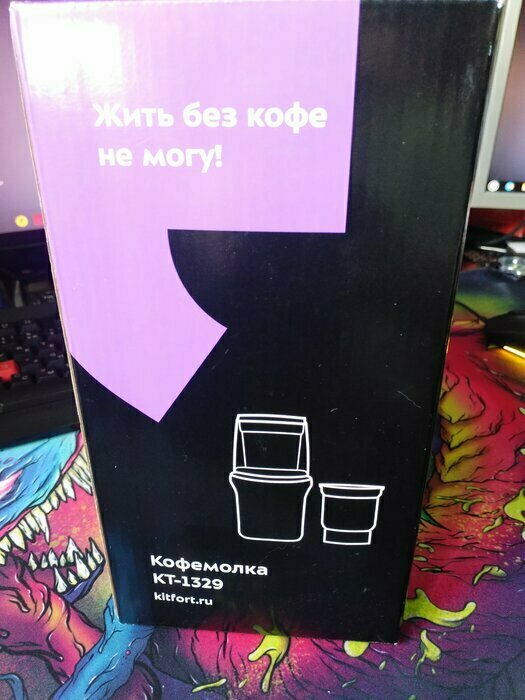 Жить без кофе
не могу!
Кофемолка
КТ-1329
kitfort.ru